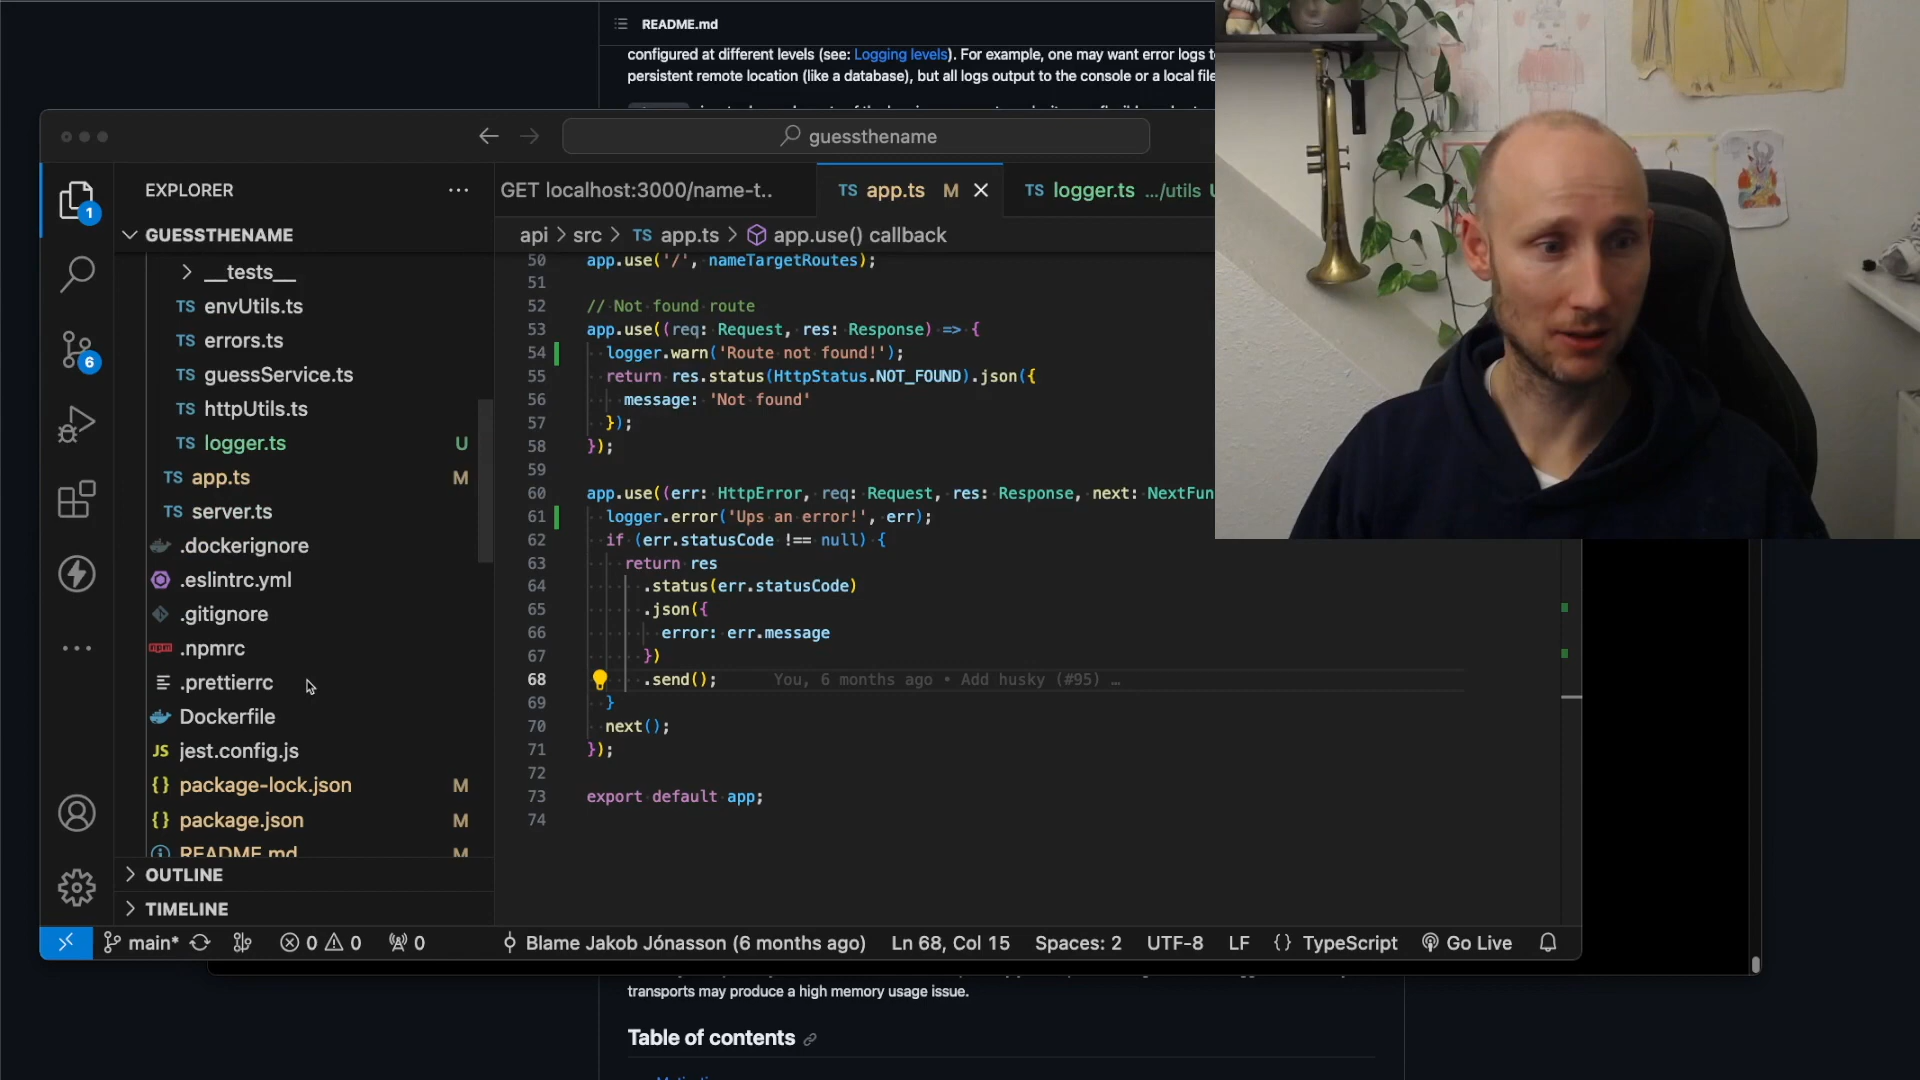 README.md
configured at different levels (see: Logging levels). For example, one may want error logs t
persistent remote location (like a database), but all logs output to the console or a local file
guessthename
EXPLORER
GET localhost:3000/name-t..
TS app.ts M
TS logger.ts .../utils U
GUESSTHENAME
api > src > TS app.ts > app.use() callback
__tests__
TS envUtils.ts
TS errors.ts
TS guessService.ts
TS httpUtils.ts
TS logger.ts U
TS app.ts M
TS server.ts
.dockerignore
.eslintrc.yml
.gitignore
.npmrc
.prettierrc
Dockerfile
JS jest.config.js
{} package-lock.json M
{} package.json M
README.md M
OUTLINE
TIMELINE
50 app.use('/', nameTargetRoutes);
51
52 // Not found route
53 app.use((req: Request, res: Response) => {
54 logger.warn('Route not found!');
55 return res.status(HttpStatus.NOT_FOUND).json({
56 message: 'Not found'
57 });
58 });
59
60 app.use((err: HttpError, req: Request, res: Response, next: NextFun
61 logger.error('Ups an error!', err);
62 if (err.statusCode !== null) {
63 return res
64 .status(err.statusCode)
65 .json({
66 error: err.message
67 })
68 .send(); You, 6 months ago • Add husky (#95) …
69 }
70 next();
71 });
72
73 export default app;
74
1
6
main* 0 0 0 Blame Jakob Jónasson (6 months ago) Ln 68, Col 15 Spaces: 2 UTF-8 LF {} TypeScript Go Live
transports may produce a high memory usage issue.
Table of contents